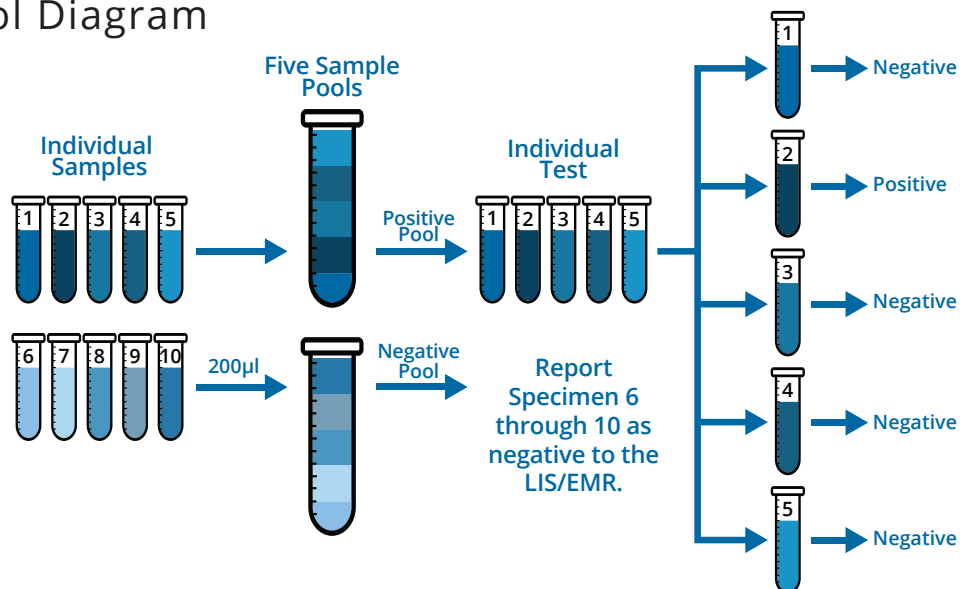 ol Diagram
Five Sample
Pools
Individual
Samples
1 2 3 4 5
Positive
Pool
Individual
Test
1 2 3 4 5
1
Negative
2
Positive
3
Negative
4
Negative
5
Negative
6 7 8 9 10
200µl
Negative
Pool
Report
Specimen 6
through 10 as
negative to the
LIS/EMR.